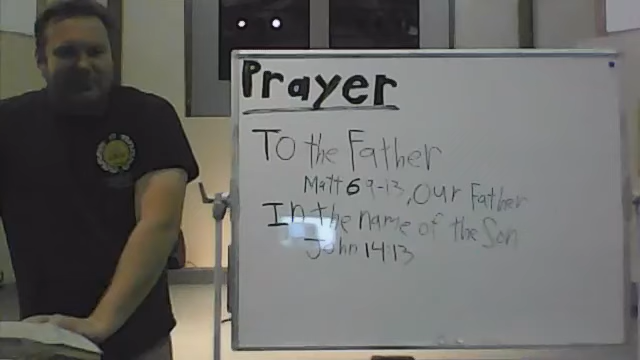 Prayer
To the Father
Matt 6 9-13, Our Father
In the name of the Son
John 14:13